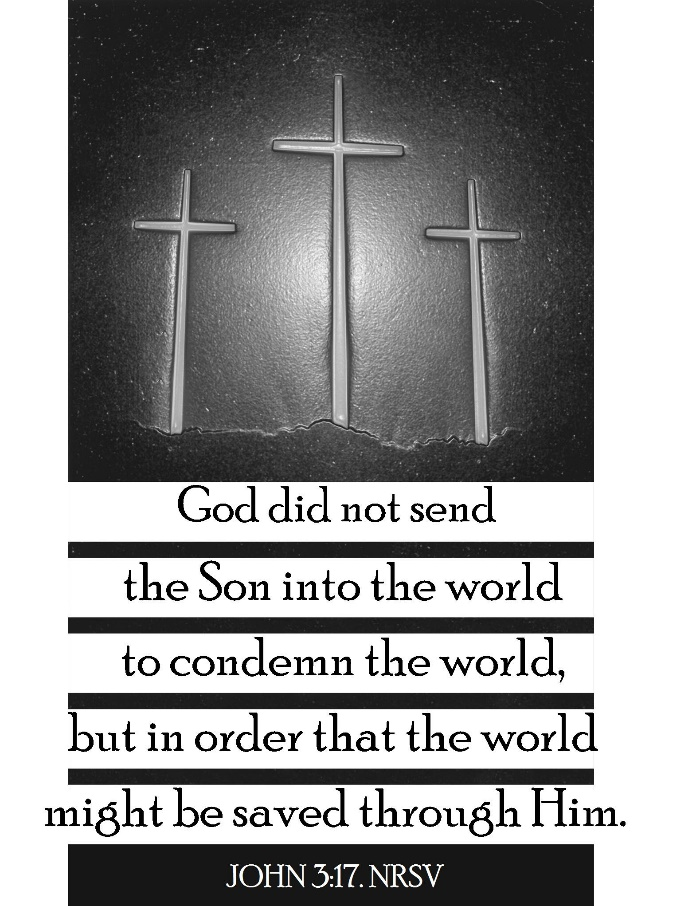 God did not send
the Son into the world
to condemn the world,
but in order that the world
might be saved through Him.
JOHN 3:17. NRSV